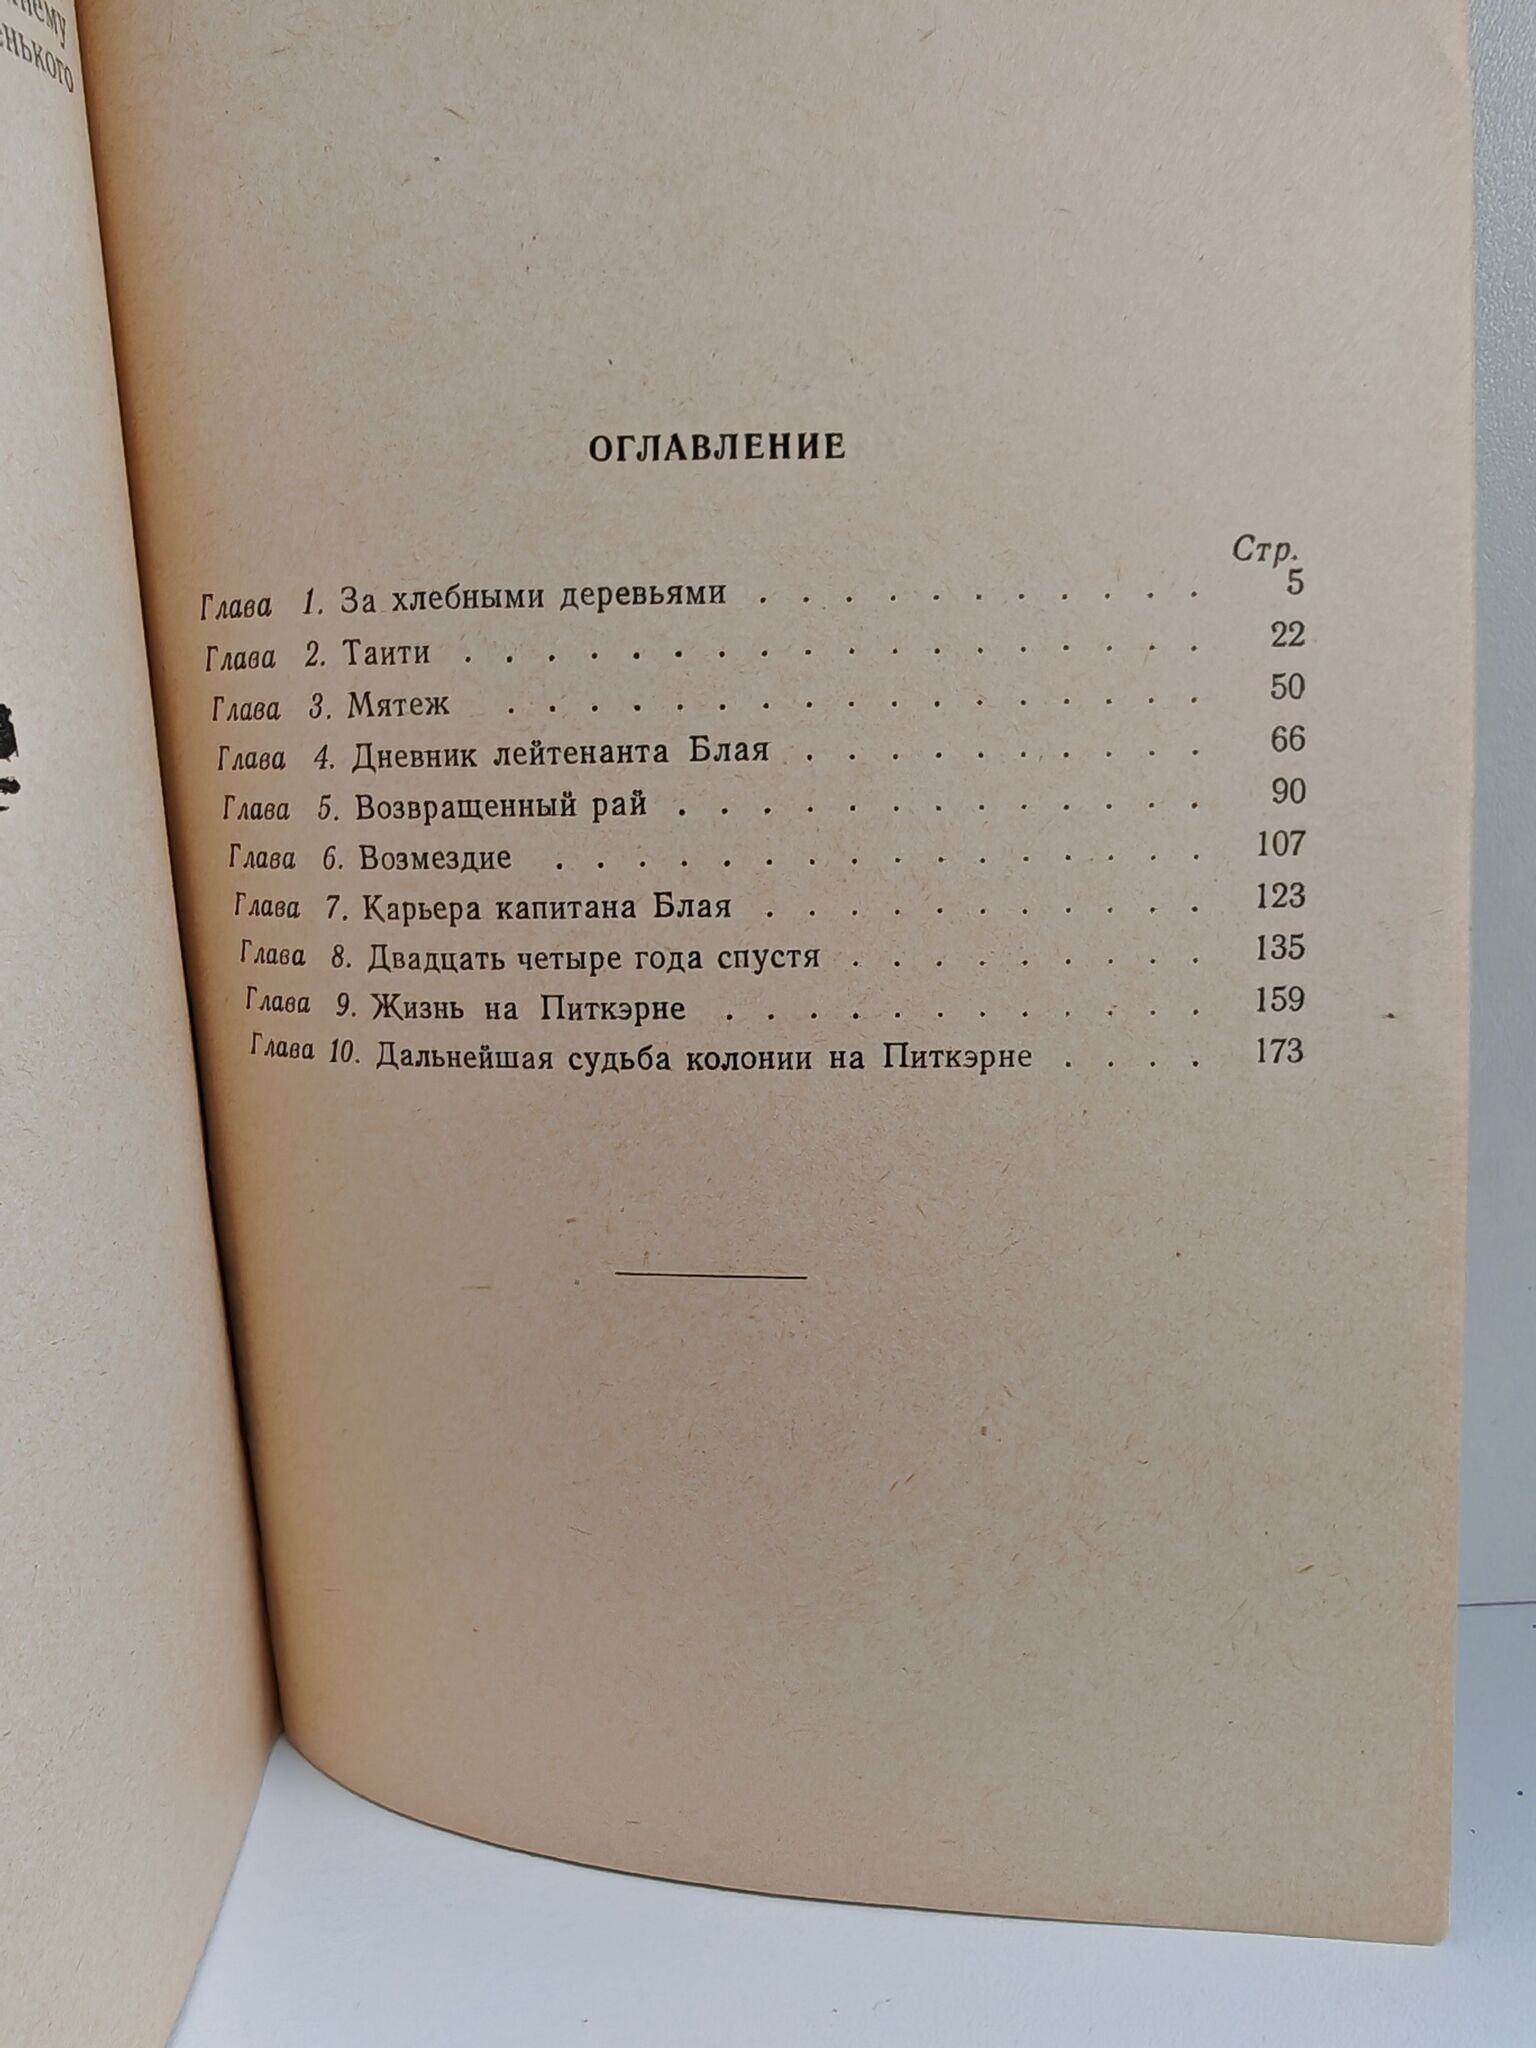 ОГЛАВЛЕНИЕ
Стр.
Глава 1. За хлебными деревьями . . . . . . . . . . . 5
Глава 2. Таити . . . . . . . . . . . . . . . . . . 22
Глава 3. Мятеж . . . . . . . . . . . . . . . . . 50
Глава 4. Дневник лейтенанта Блая . . . . . . . . . . 66
Глава 5. Возвращенный рай . . . . . . . . . . . . . 90
Глава 6. Возмездие . . . . . . . . . . . . . . . . 107
Глава 7. Карьера капитана Блая . . . . . . . . . . . 123
Глава 8. Двадцать четыре года спустя . . . . . . . . . 135
Глава 9. Жизнь на Питкэрне . . . . . . . . . . . . 159
Глава 10. Дальнейшая судьба колонии на Питкэрне . . . . 173